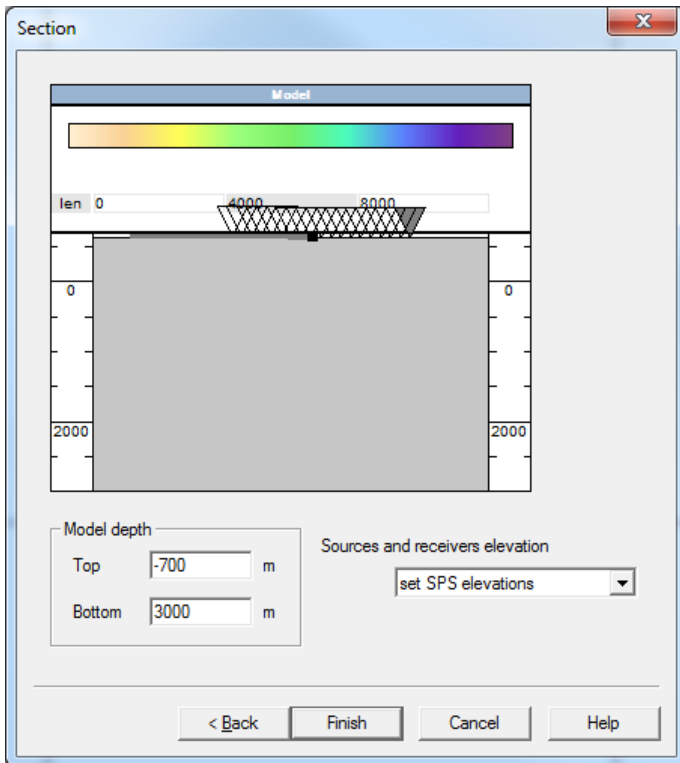 Section
Model
len 0 4000 8000
0 0
2000 2000
Model depth
Top -700 m
Bottom 3000 m
Sources and receivers elevation
set SPS elevations
< Back Finish Cancel Help